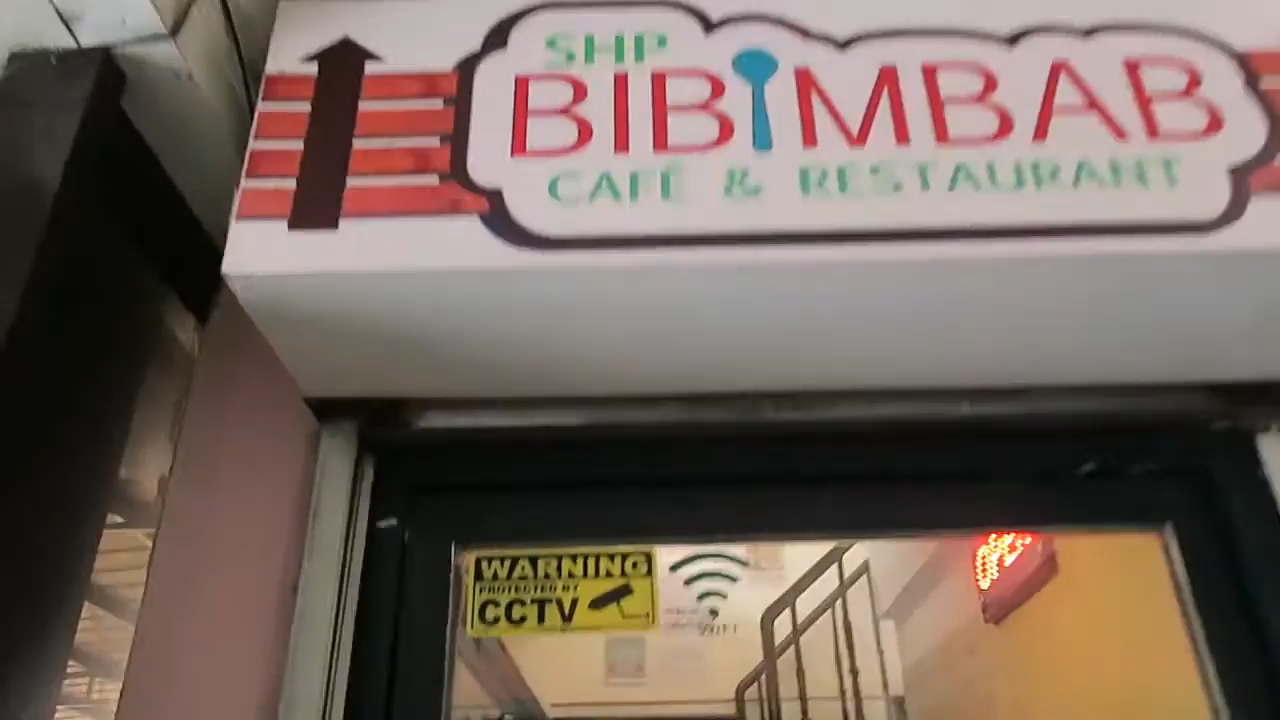 SHP
BIBIMBAB
CAFÉ & RESTAURANT
WARNING
PROTECTED BY
CCTV
WIFI